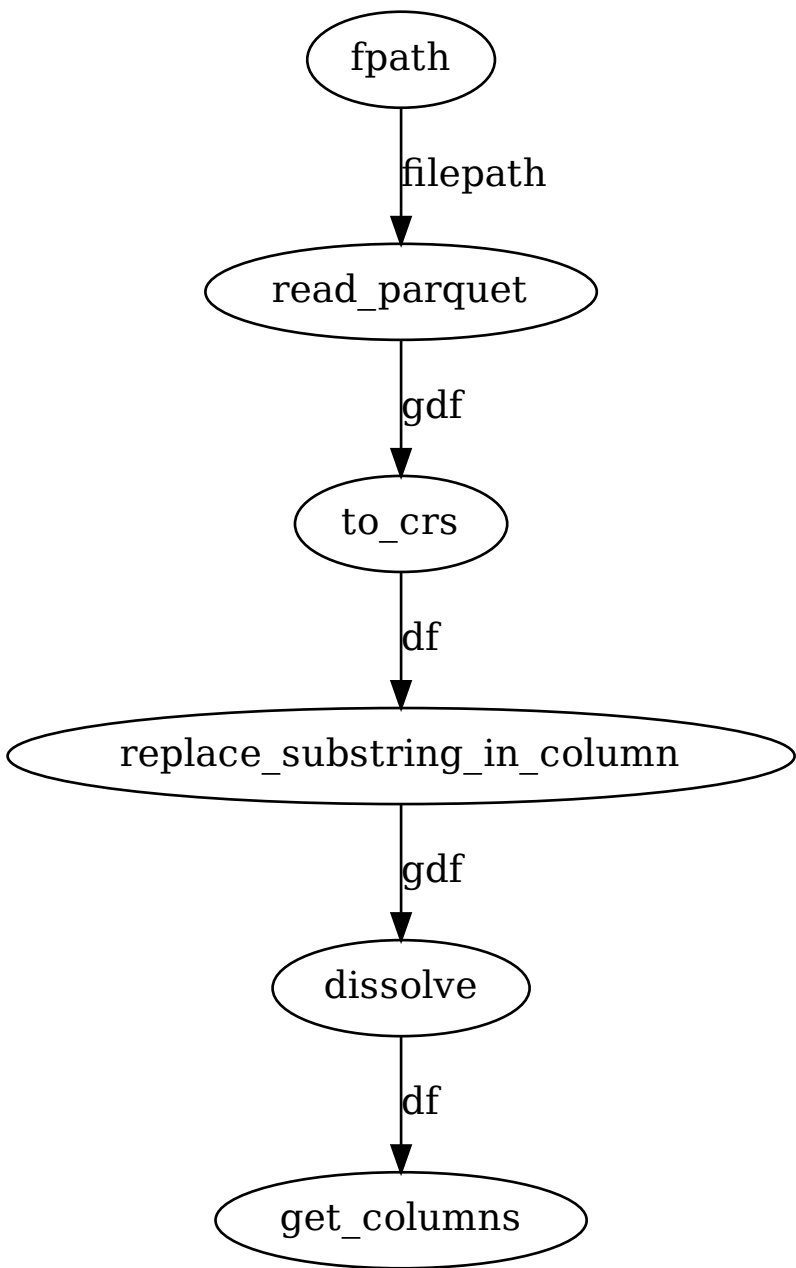 fpath
filepath
read_parquet
gdf
to_crs
df
replace_substring_in_column
gdf
dissolve
df
get_columns